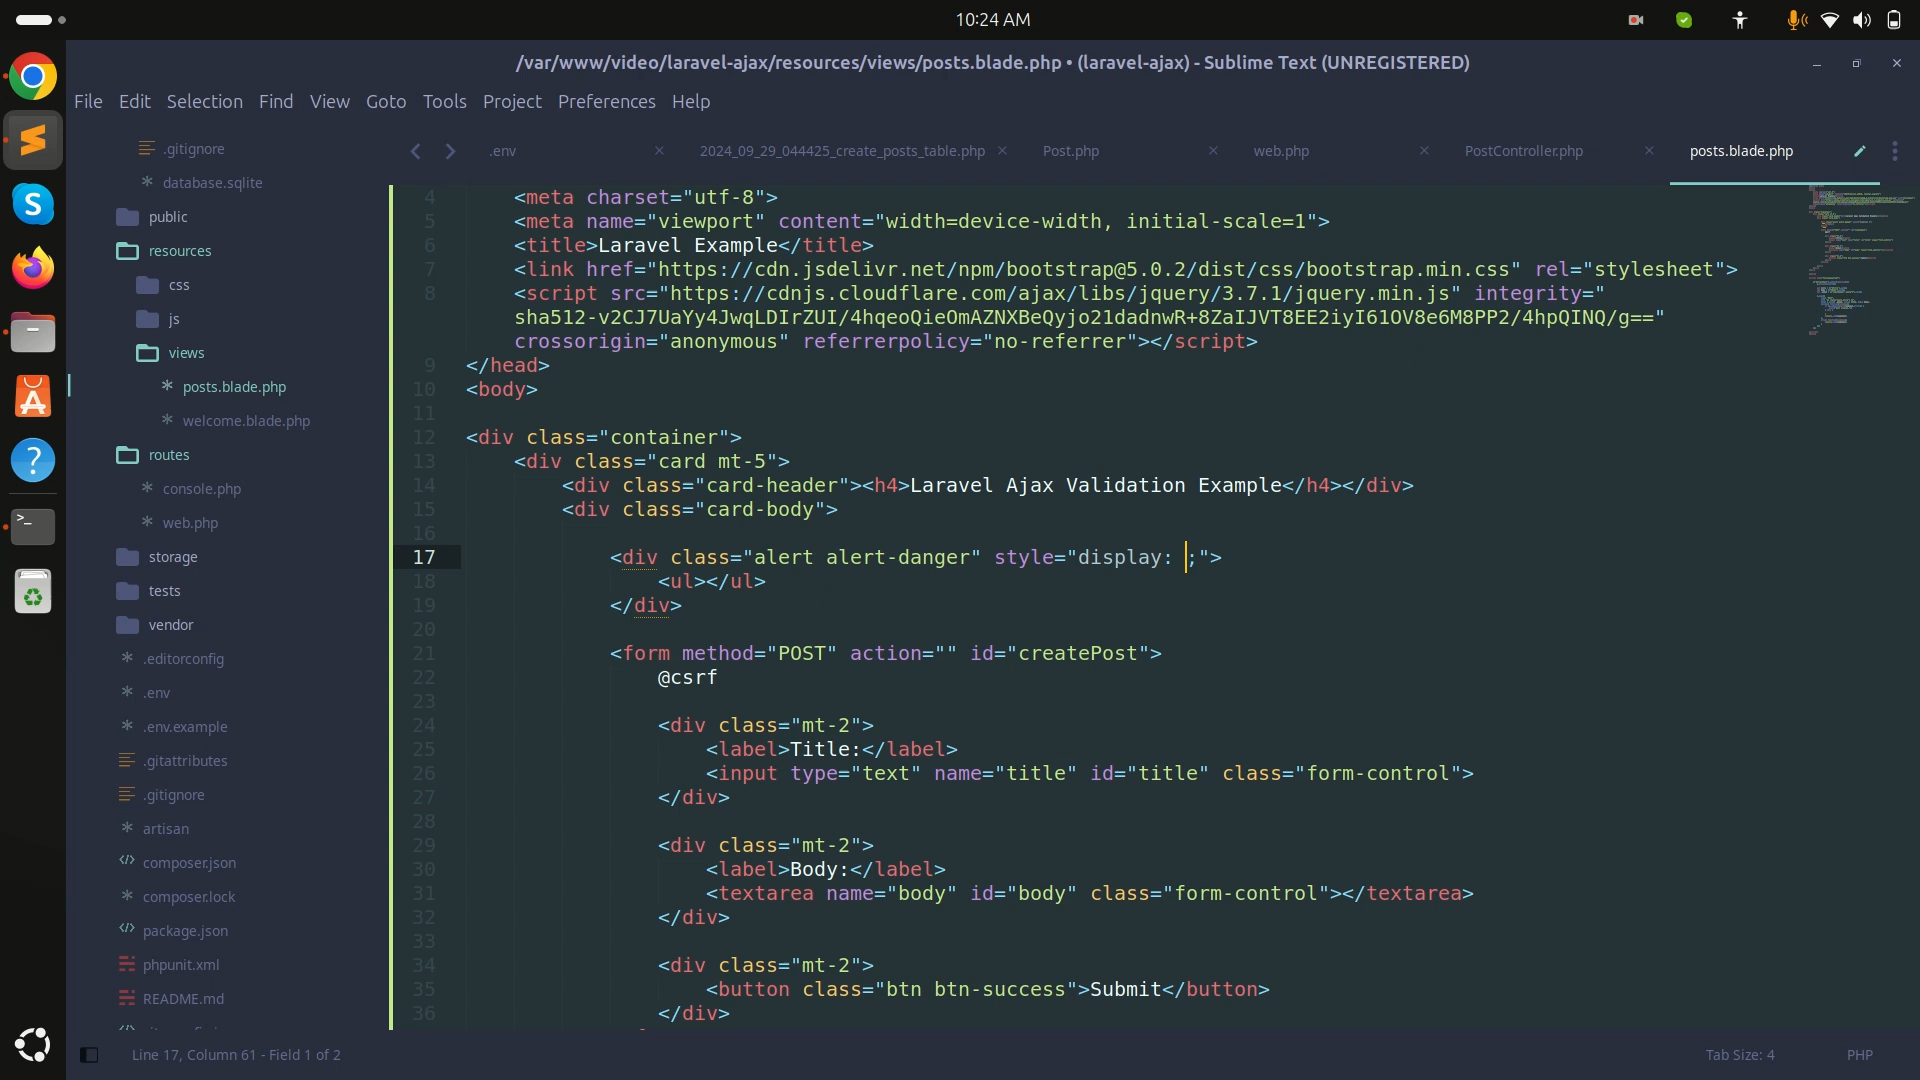 10:24 AM
/var/www/video/laravel-ajax/resources/views/posts.blade.php • (laravel-ajax) - Sublime Text (UNREGISTERED)
File Edit Selection Find View Goto Tools Project Preferences Help
.gitignore
database.sqlite
public
resources
css
js
views
posts.blade.php
welcome.blade.php
routes
console.php
web.php
storage
tests
vendor
.editorconfig
.env
.env.example
.gitattributes
.gitignore
artisan
composer.json
composer.lock
package.json
phpunit.xml
README.md
.env 2024_09_29_044425_create_posts_table.php Post.php web.php PostController.php posts.blade.php
4 <meta charset="utf-8">
5 <meta name="viewport" content="width=device-width, initial-scale=1">
6 <title>Laravel Example</title>
7 <link href="https://cdn.jsdelivr.net/npm/bootstrap@5.0.2/dist/css/bootstrap.min.css" rel="stylesheet">
8 <script src="https://cdnjs.cloudflare.com/ajax/libs/jquery/3.7.1/jquery.min.js" integrity="
sha512-v2CJ7UaYy4JwqLDIrZUI/4hqeoQieOmAZNXBeQyjo21dadnwR+8ZaIJVT8EE2iyI61OV8e6M8PP2/4hpQINQ/g=="
crossorigin="anonymous" referrerpolicy="no-referrer"></script>
9 </head>
10 <body>
11
12 <div class="container">
13 <div class="card mt-5">
14 <div class="card-header"><h4>Laravel Ajax Validation Example</h4></div>
15 <div class="card-body">
16
17 <div class="alert alert-danger" style="display: ;">
18 <ul></ul>
19 </div>
20
21 <form method="POST" action="" id="createPost">
22 @csrf
23
24 <div class="mt-2">
25 <label>Title:</label>
26 <input type="text" name="title" id="title" class="form-control">
27 </div>
28
29 <div class="mt-2">
30 <label>Body:</label>
31 <textarea name="body" id="body" class="form-control"></textarea>
32 </div>
33
34 <div class="mt-2">
35 <button class="btn btn-success">Submit</button>
36 </div>
Line 17, Column 61 - Field 1 of 2
Tab Size: 4
PHP